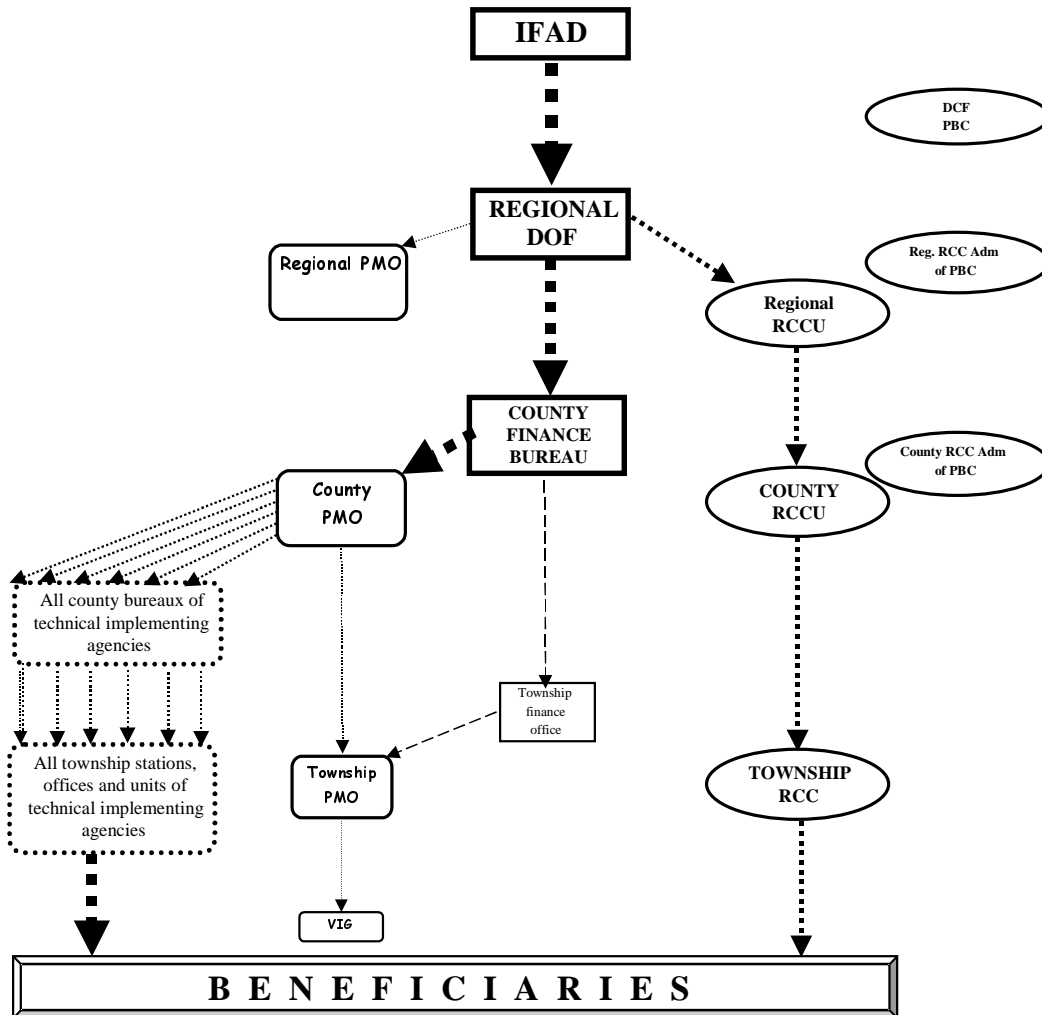 IFAD
DCF
PBC
REGIONAL
DOF
Regional PMO
Reg. RCC Adm
of PBC
Regional
RCCU
COUNTY
FINANCE
BUREAU
County RCC Adm
of PBC
County
PMO
COUNTY
RCCU
All county bureaux of
technical implementing
agencies
Township
finance
office
All township stations,
offices and units of
technical implementing
agencies
Township
PMO
TOWNSHIP
RCC
VIG
BENEFICIARIES